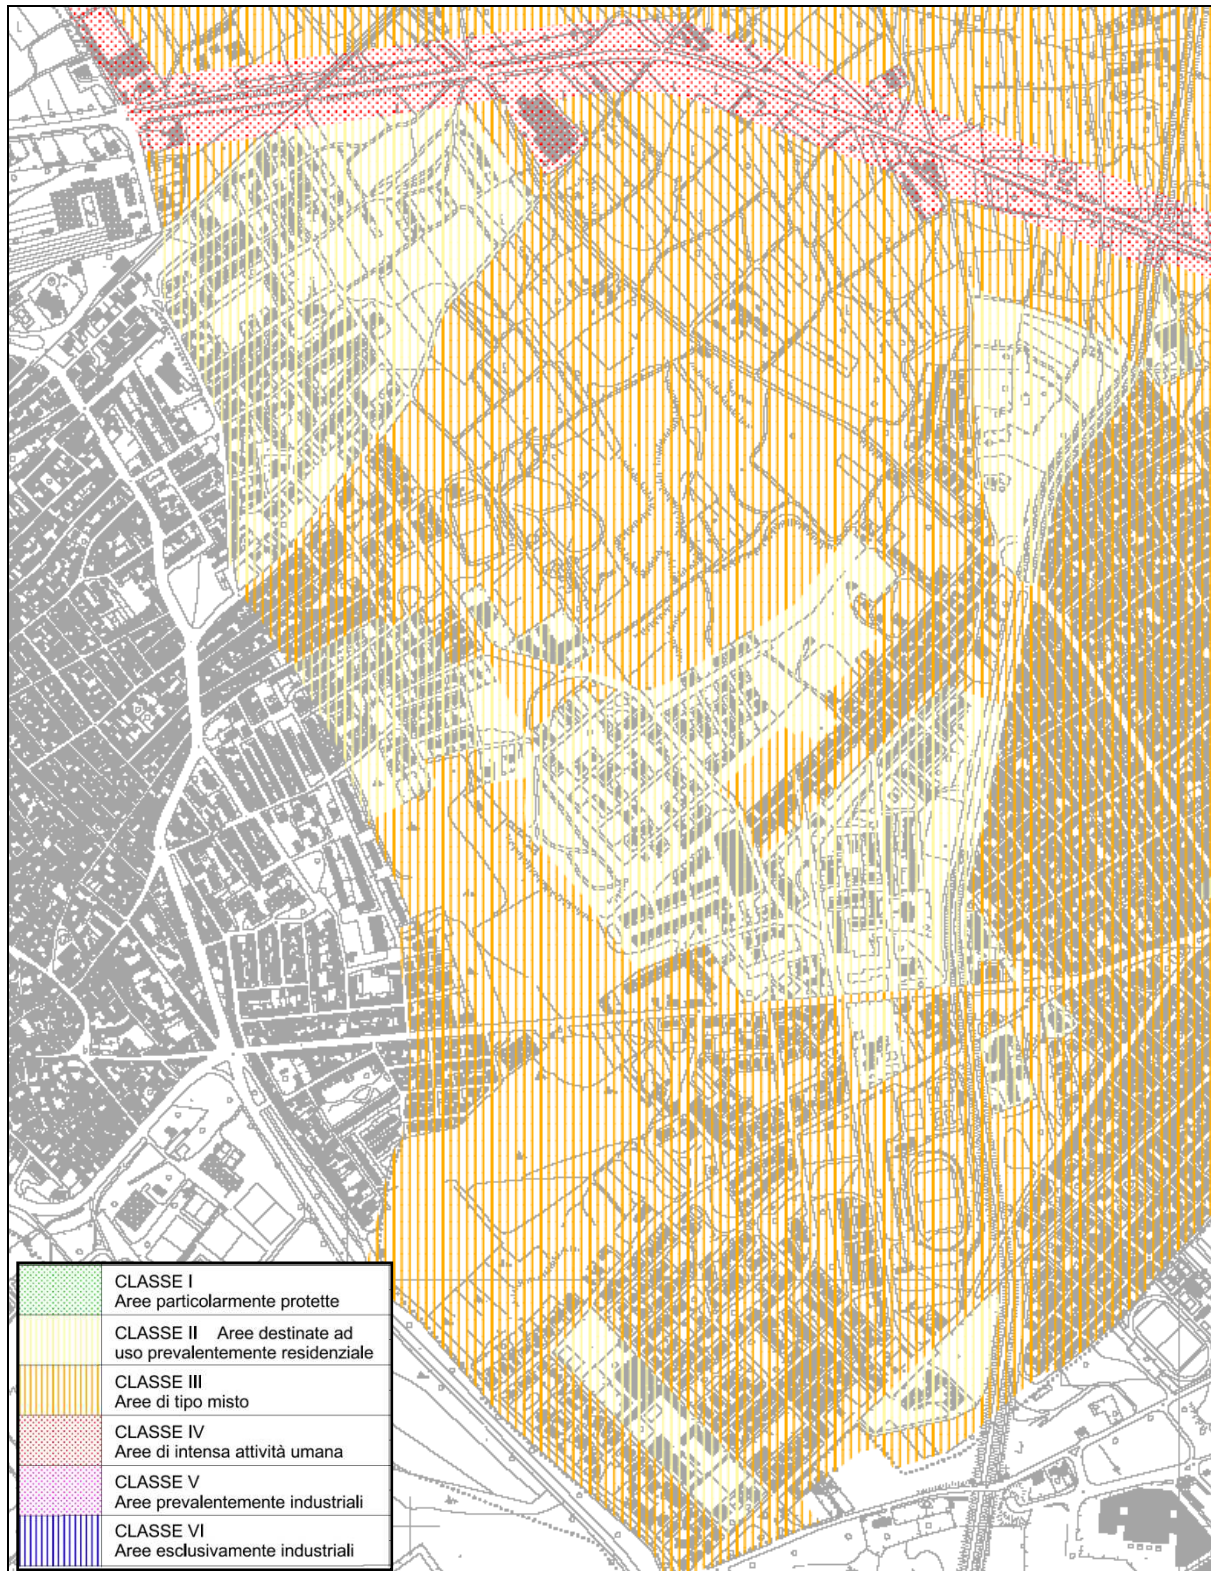 CLASSE I
Aree particolarmente protette
CLASSE II Aree destinate ad
uso prevalentemente residenziale
CLASSE III
Aree di tipo misto
CLASSE IV
Aree di intensa attività umana
CLASSE V
Aree prevalentemente industriali
CLASSE VI
Aree esclusivamente industriali